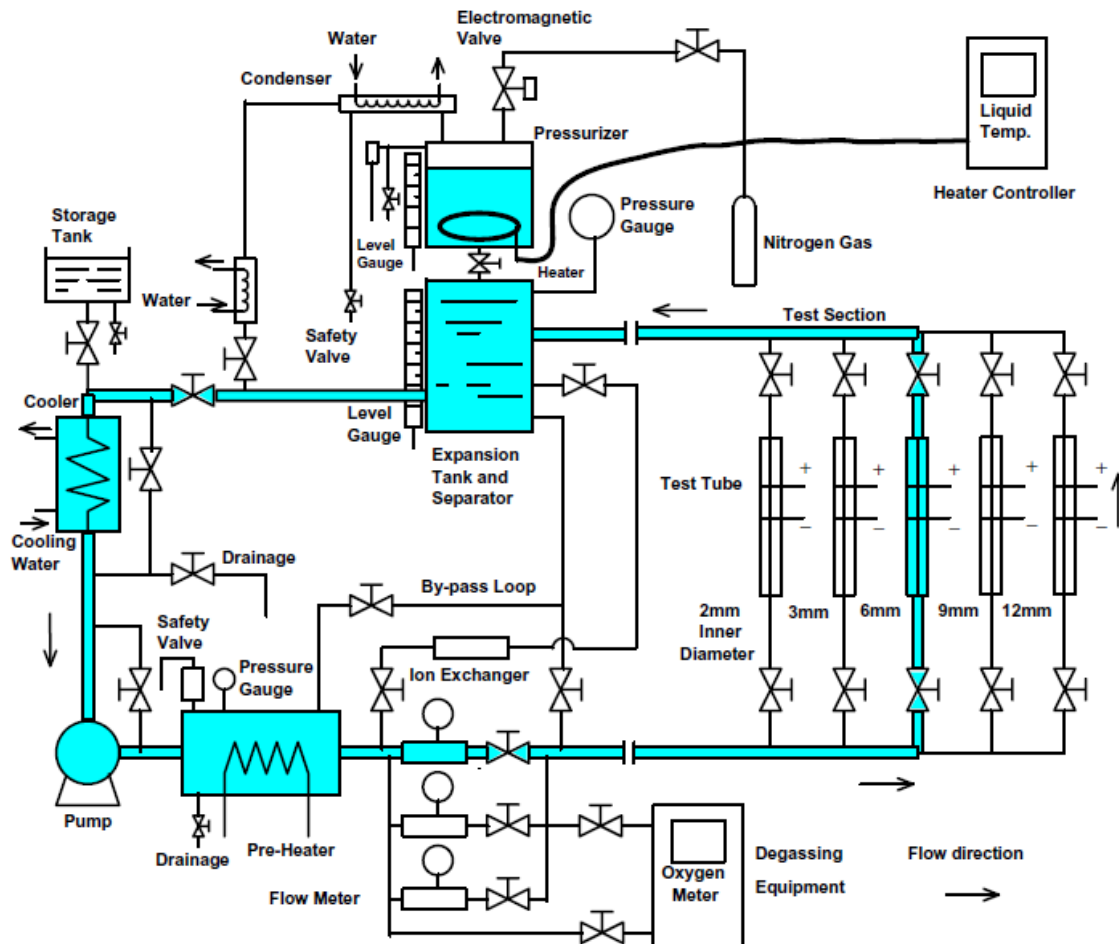 Electromagnetic
Valve
Water
Condenser
Pressurizer
Liquid
Temp.
Heater Controller
Storage
Tank
Pressure
Gauge
Nitrogen Gas
Level
Gauge
Heater
Water
Safety
Valve
Test Section
Cooler
Level
Gauge
Expansion
Tank and
Separator
Test Tube
+
+
+
+
+
−
−
−
−
−
Cooling
Water
Drainage
By-pass Loop
2mm
3mm
6mm
9mm
12mm
Inner
Diameter
Safety
Valve
Pressure
Gauge
Ion Exchanger
Pump
Drainage
Pre-Heater
Flow Meter
Oxygen
Meter
Degassing
Equipment
Flow direction